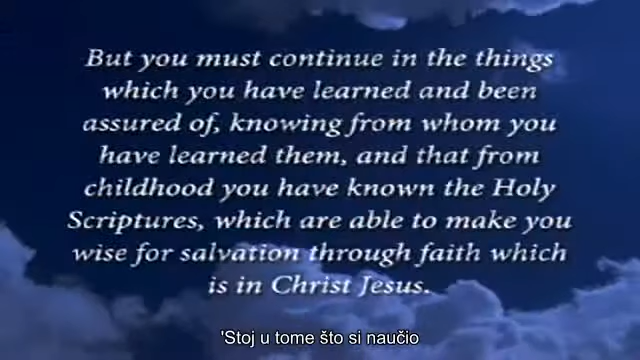 But you must continue in the things
which you have learned and been
assured of, knowing from whom you
have learned them, and that from
childhood you have known the Holy
Scriptures, which are able to make you
wise for salvation through faith which
is in Christ Jesus.
'Stoj u tome što si naučio